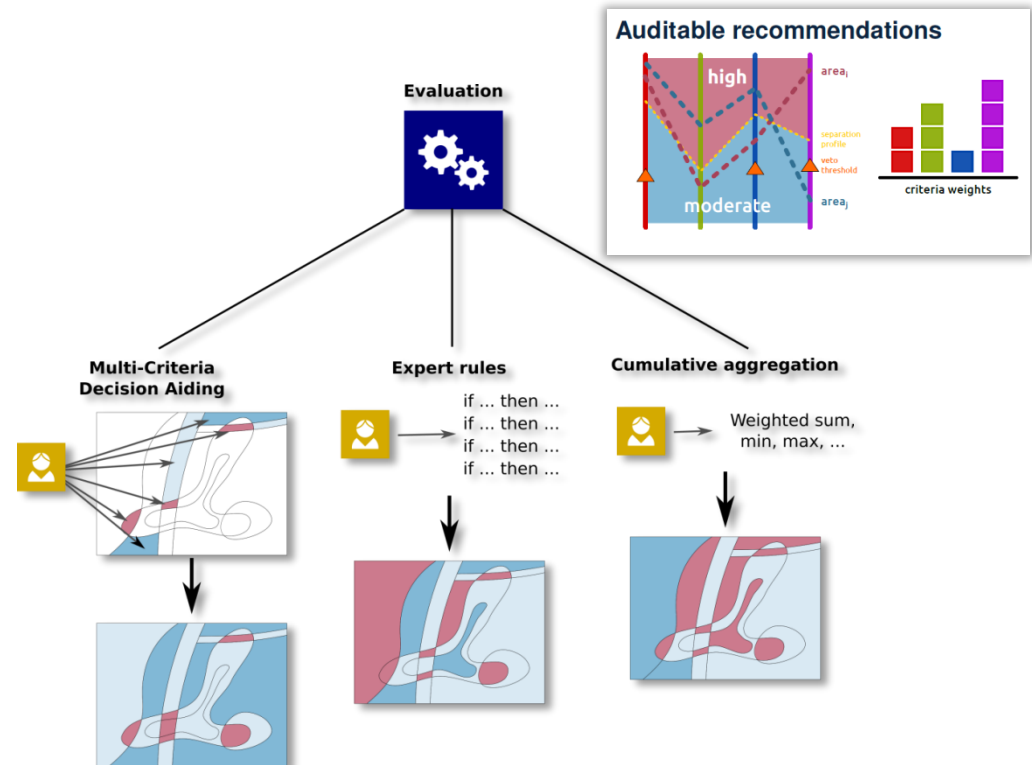 Auditable recommendations
high
area_i
separation
profile
veto
threshold
moderate
area_j
criteria weights
Evaluation
Multi-Criteria
Decision Aiding
Expert rules
if ... then ...
if ... then ...
if ... then ...
if ... then ...
Cumulative aggregation
Weighted sum,
min, max, ...